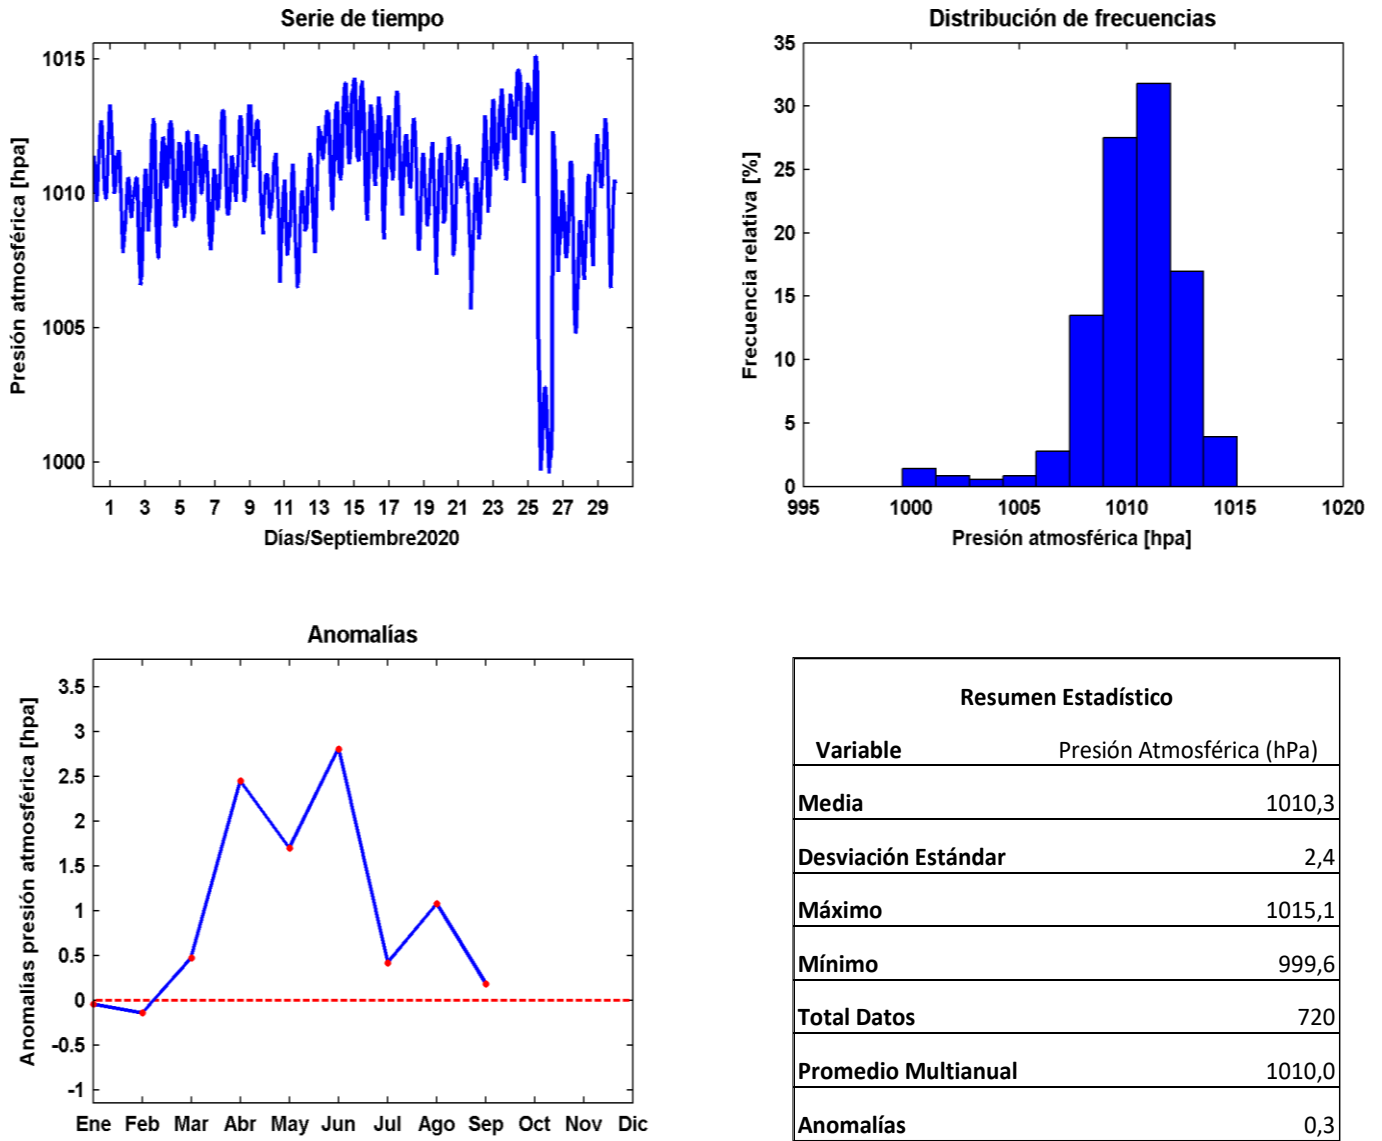 Serie de tiempo
Presión atmosférica [hpa]
1015
1010
1005
1000
1 3 5 7 9 11 13 15 17 19 21 23 25 27 29
Días/Septiembre2020
Distribución de frecuencias
Frecuencia relativa [%]
35
30
25
20
15
10
5
0
995 1000 1005 1010 1015 1020
Presión atmosférica [hpa]
Anomalías
Anomalías presión atmosférica [hpa]
3.5
3
2.5
2
1.5
1
0.5
0
-0.5
-1
Ene Feb Mar Abr May Jun Jul Ago Sep Oct Nov Dic
Resumen Estadístico
Variable Presión Atmosférica (hPa)
Media 1010,3
Desviación Estándar 2,4
Máximo 1015,1
Mínimo 999,6
Total Datos 720
Promedio Multianual 1010,0
Anomalías 0,3